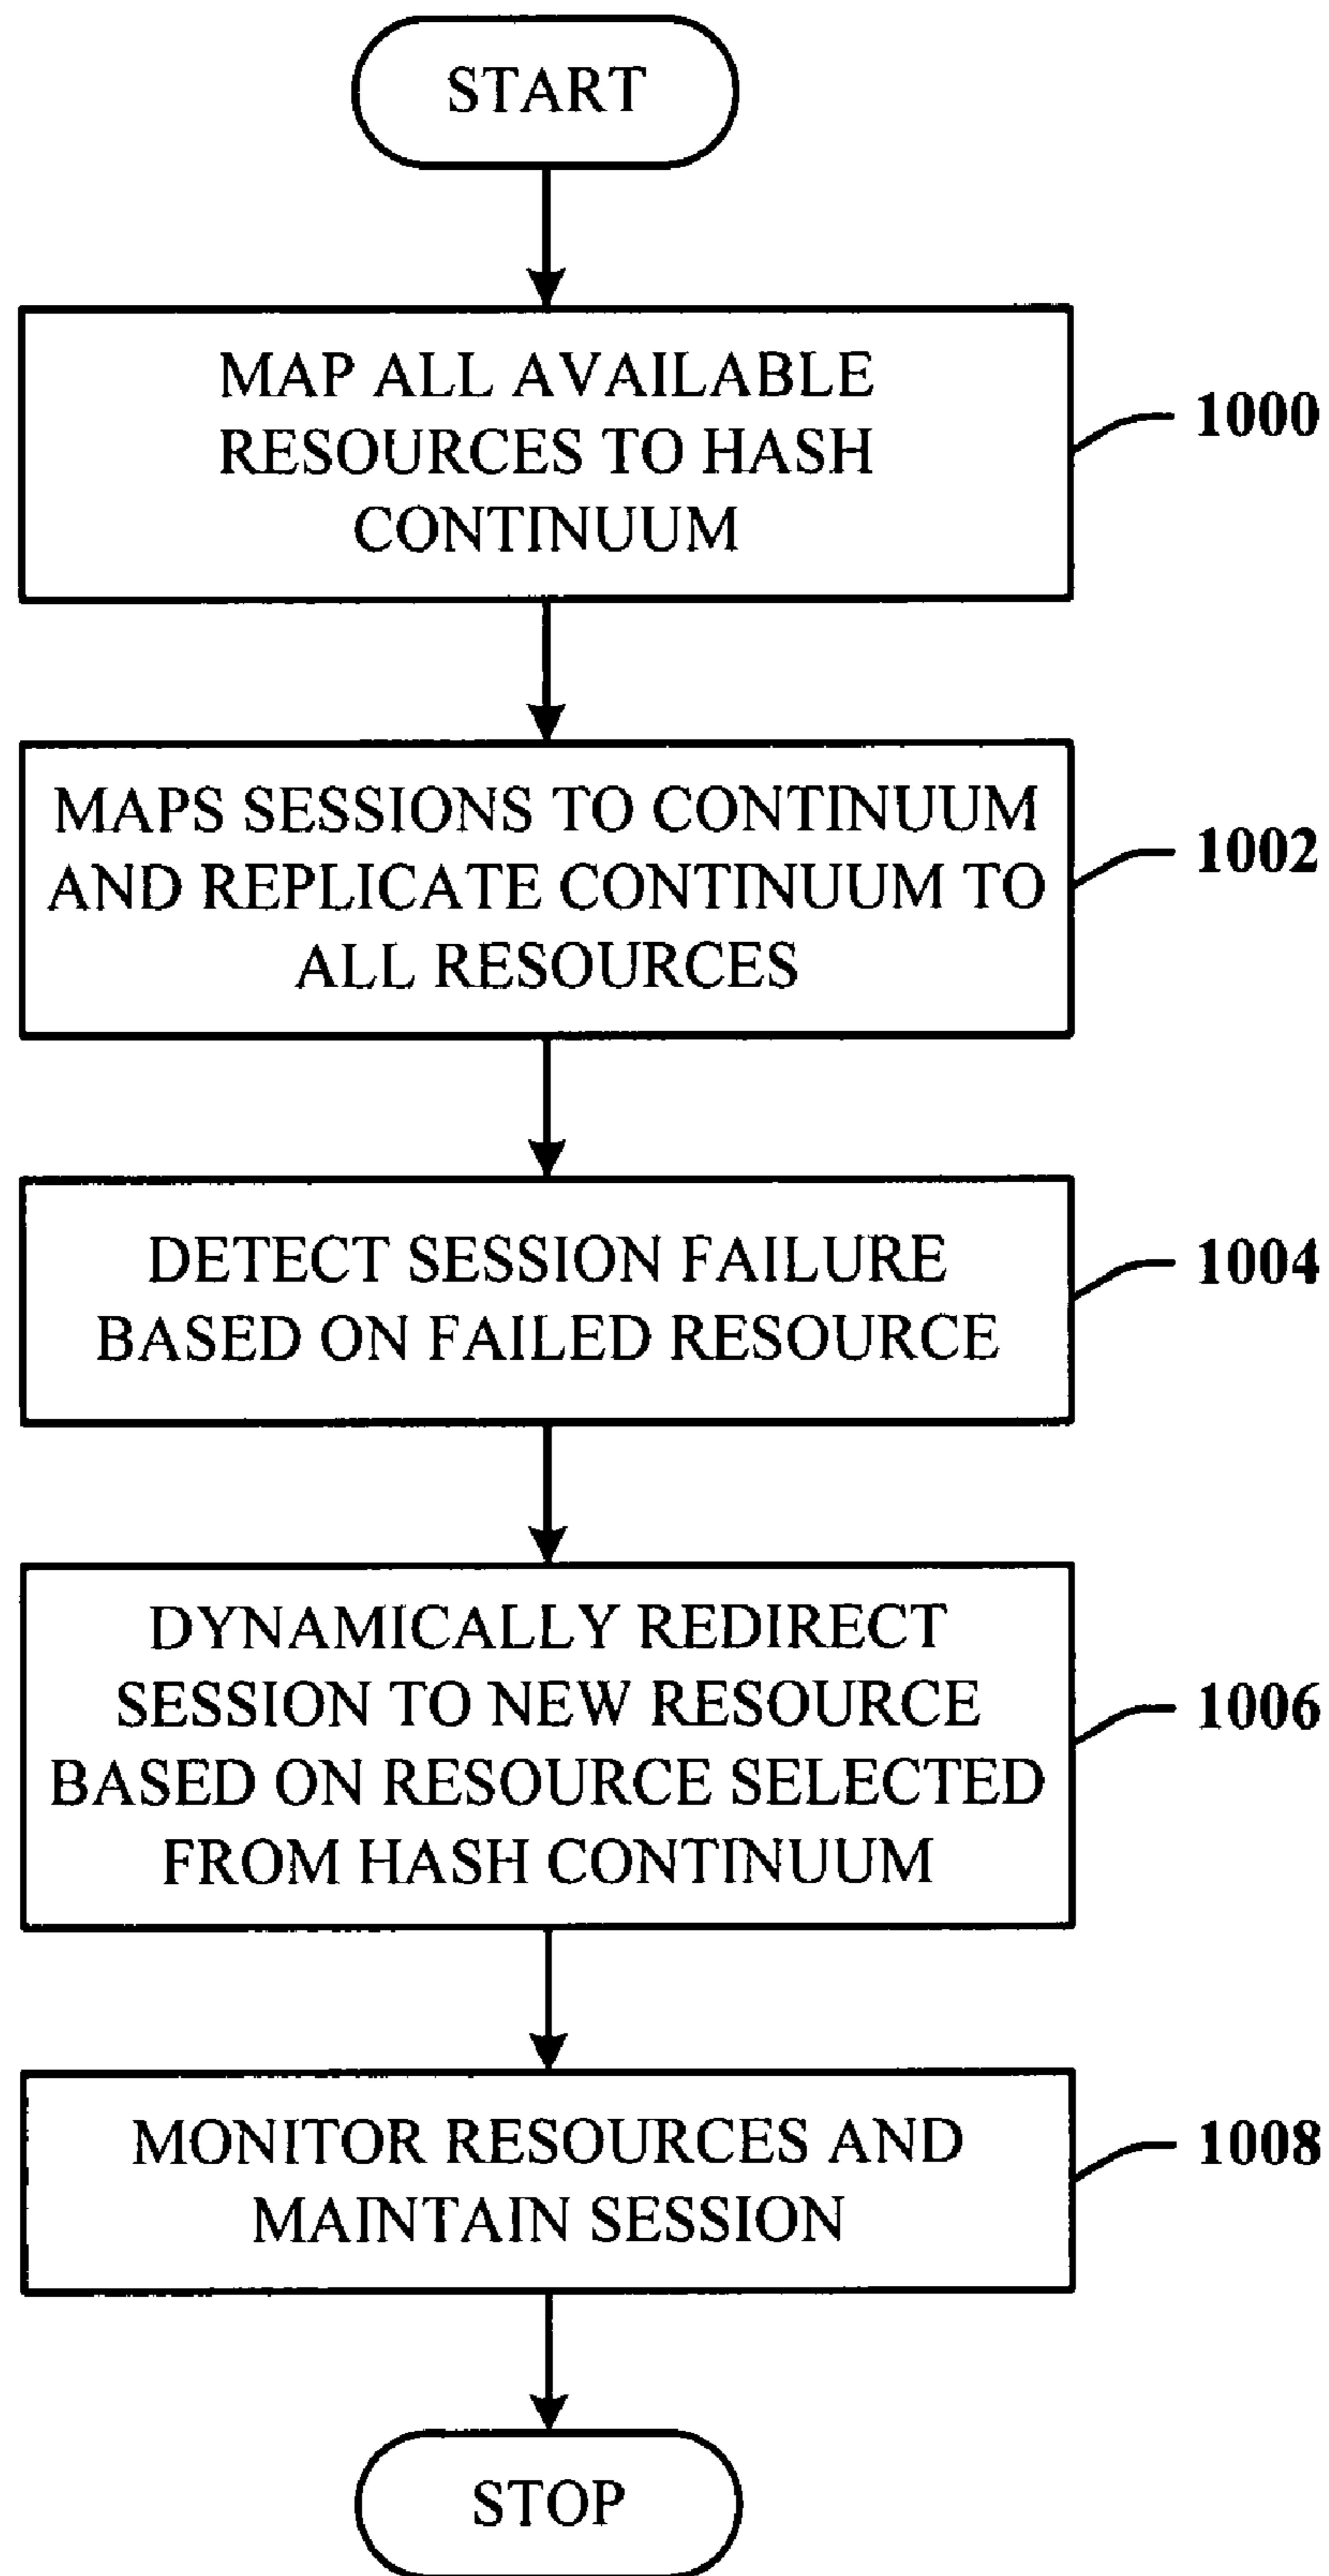 START
MAP ALL AVAILABLE
RESOURCES TO HASH
CONTINUUM
1000
MAPS SESSIONS TO CONTINUUM
AND REPLICATE CONTINUUM TO
ALL RESOURCES
1002
DETECT SESSION FAILURE
BASED ON FAILED RESOURCE
1004
DYNAMICALLY REDIRECT
SESSION TO NEW RESOURCE
BASED ON RESOURCE SELECTED
FROM HASH CONTINUUM
1006
MONITOR RESOURCES AND
MAINTAIN SESSION
1008
STOP